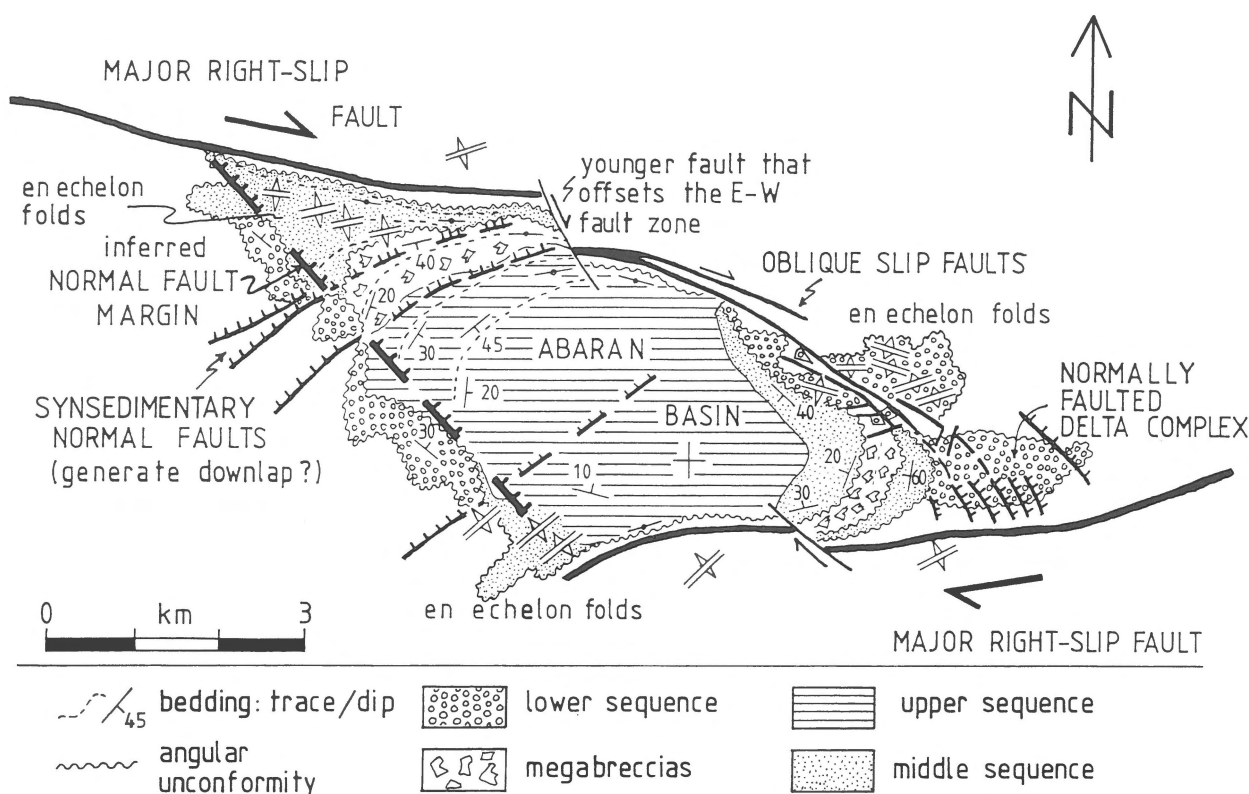 MAJOR RIGHT-SLIP
FAULT
N
en echelon
folds
younger fault that
offsets the E-W
fault zone
inferred
NORMAL FAULT
MARGIN
OBLIQUE SLIP FAULTS
en echelon folds
40
20
30
45
ABARAN
20
BASIN
30
10
40
20
30
60
NORMALLY
FAULTED
DELTA COMPLEX
SYNSEDIMENTARY
NORMAL FAULTS
(generate downlap?)
en echelon folds
0 km 3
MAJOR RIGHT-SLIP FAULT
45 bedding: trace/dip
lower sequence
upper sequence
angular
unconformity
megabreccias
middle sequence